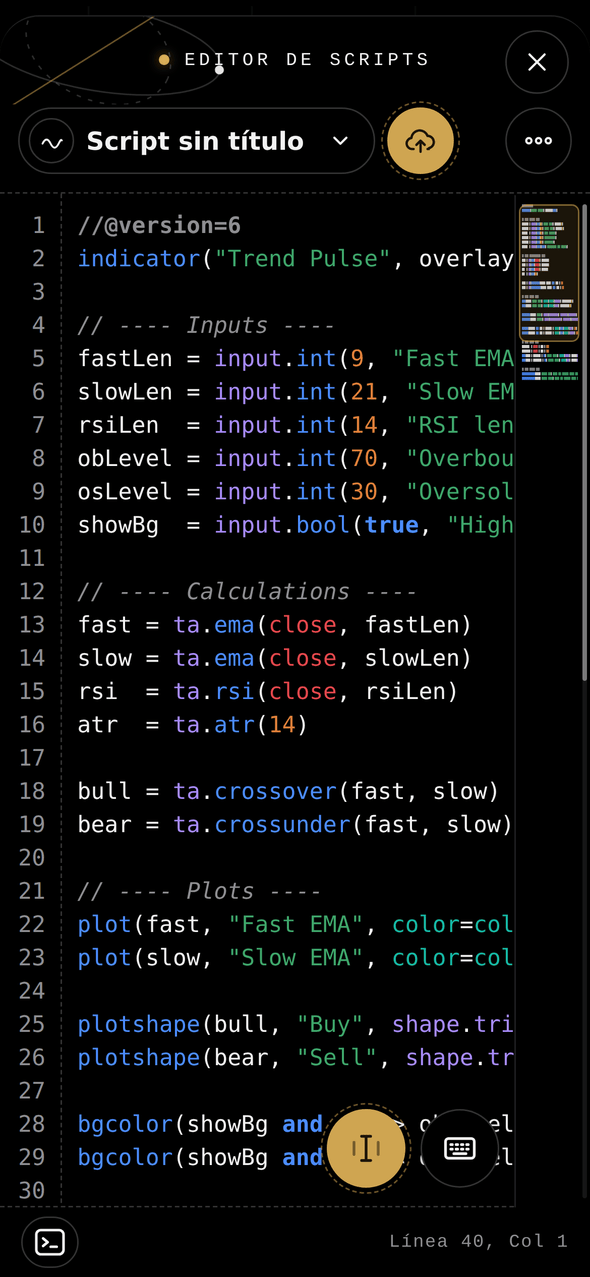 EDITOR DE SCRIPTS
Script sin título
1 //@version=6
2 indicator("Trend Pulse", overlay
3
4 // ---- Inputs ----
5 fastLen = input.int(9, "Fast EMA
6 slowLen = input.int(21, "Slow EM
7 rsiLen  = input.int(14, "RSI len
8 obLevel = input.int(70, "Overbou
9 osLevel = input.int(30, "Oversol
10 showBg  = input.bool(true, "High
11
12 // ---- Calculations ----
13 fast = ta.ema(close, fastLen)
14 slow = ta.ema(close, slowLen)
15 rsi  = ta.rsi(close, rsiLen)
16 atr  = ta.atr(14)
17
18 bull = ta.crossover(fast, slow)
19 bear = ta.crossunder(fast, slow)
20
21 // ---- Plots ----
22 plot(fast, "Fast EMA", color=col
23 plot(slow, "Slow EMA", color=col
24
25 plotshape(bull, "Buy", shape.tri
26 plotshape(bear, "Sell", shape.tr
27
28 bgcolor(showBg and
29 bgcolor(showBg and
30
Línea 40, Col 1